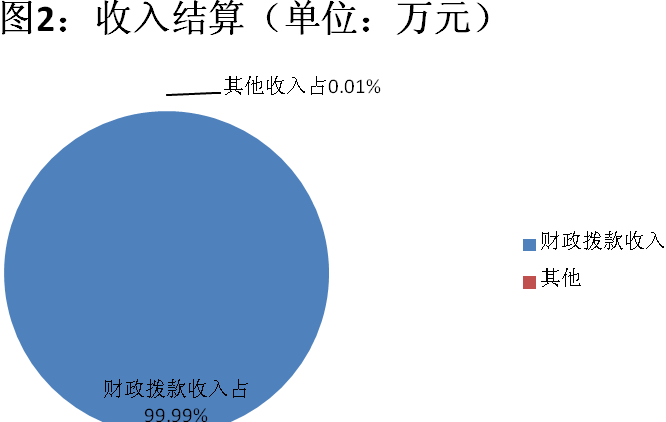 图2：收入结算（单位：万元）
其他收入占0.01%
财政拨款收入
其他
财政拨款收入占
99.99%